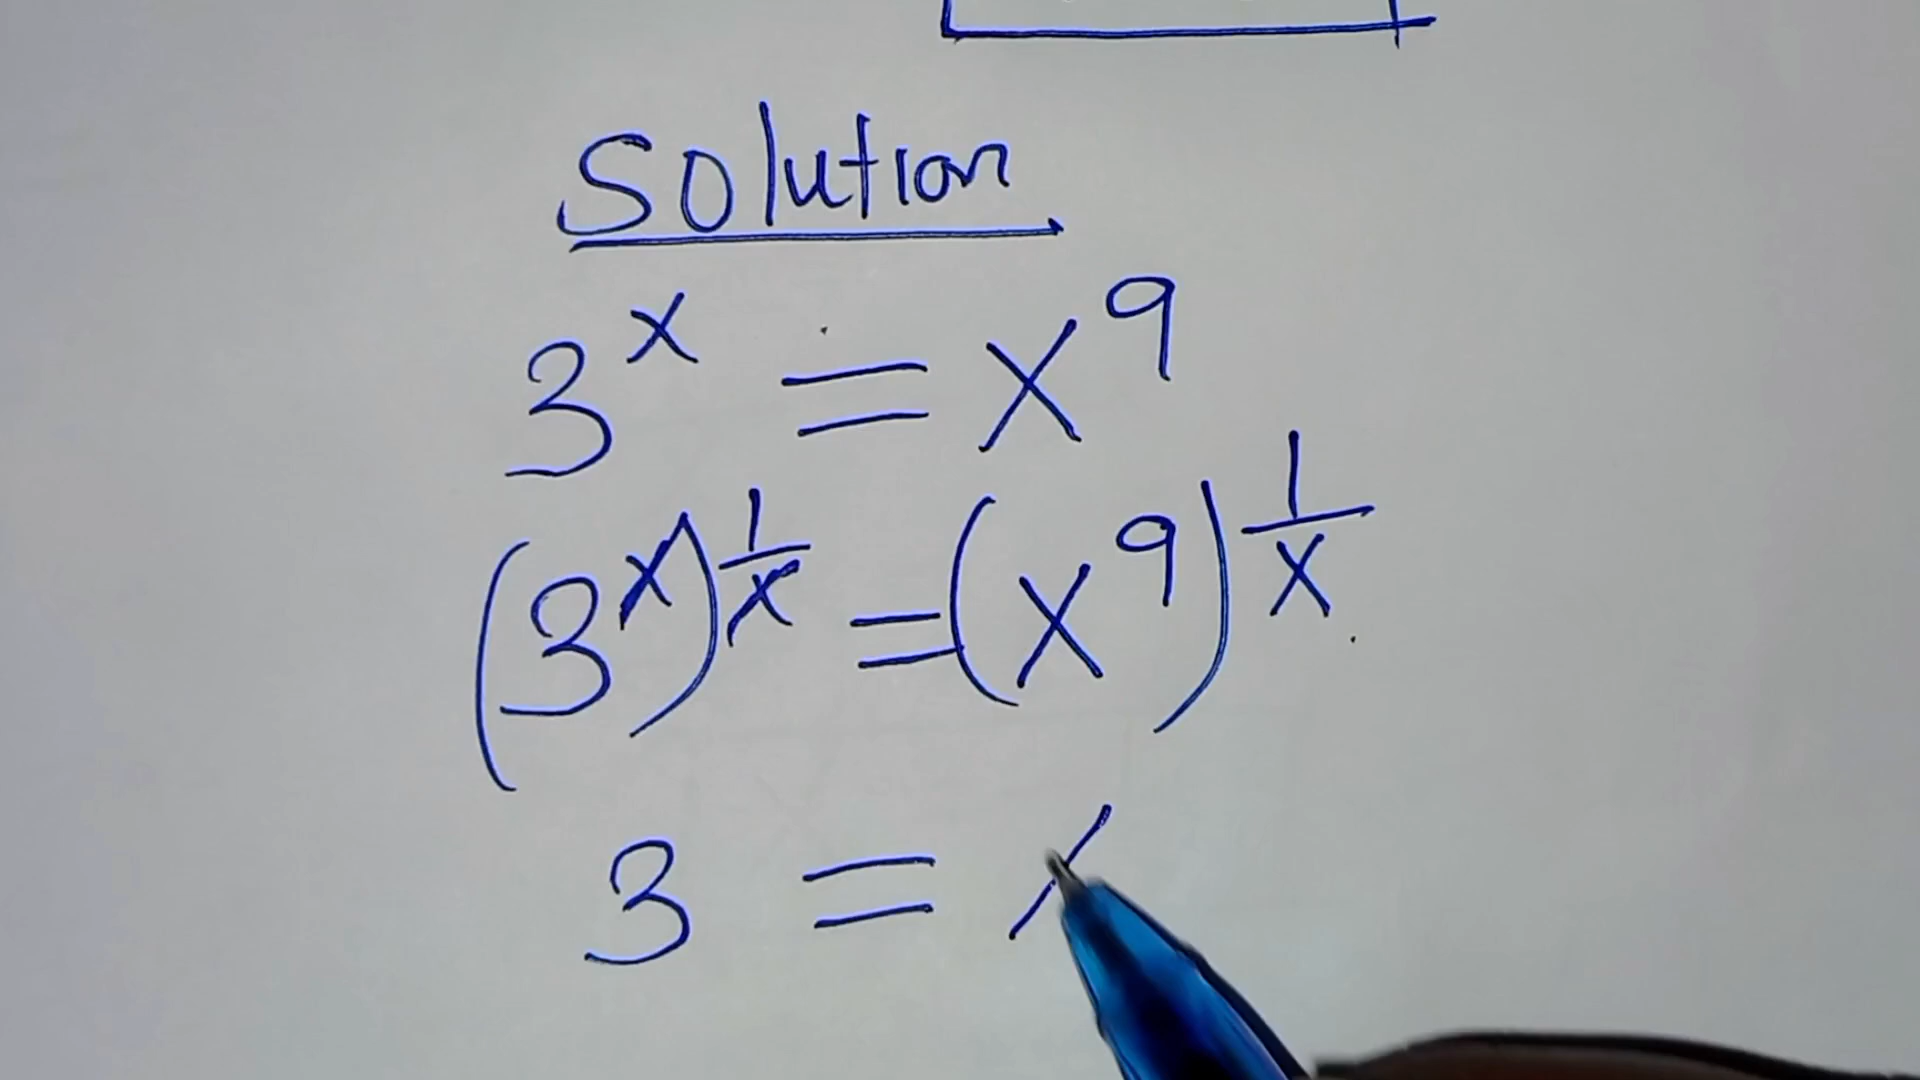 Solution
3^x = x^9
(3^x)^{1/x} = (x^9)^{1/x}
3 = x